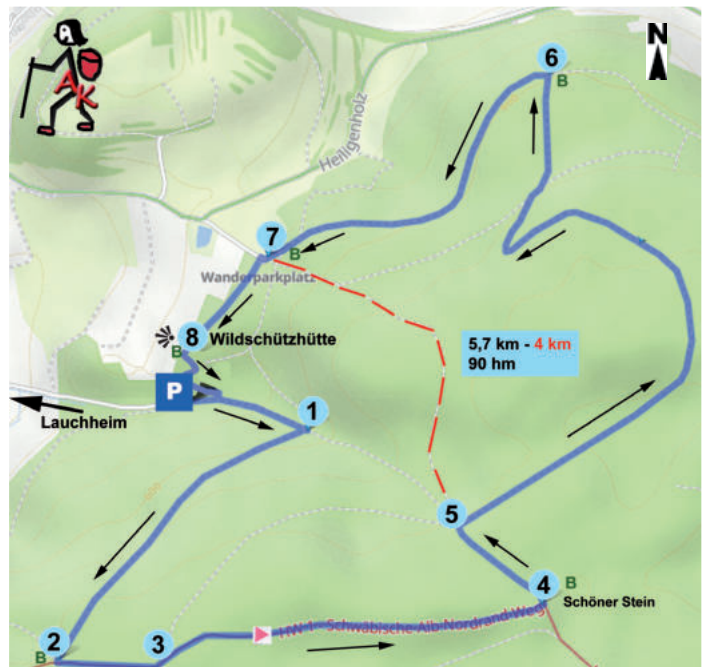 A
A K
N
6
B
Heiligenholz
7
B
Wanderparkplatz
8
Wildschützhütte
B
5,7 km - 4 km
90 hm
P
1
Lauchheim
5
4
B
Schöner Stein
HW 1 - Schwäbische-Alb-Nordrand-Weg
2
3
B